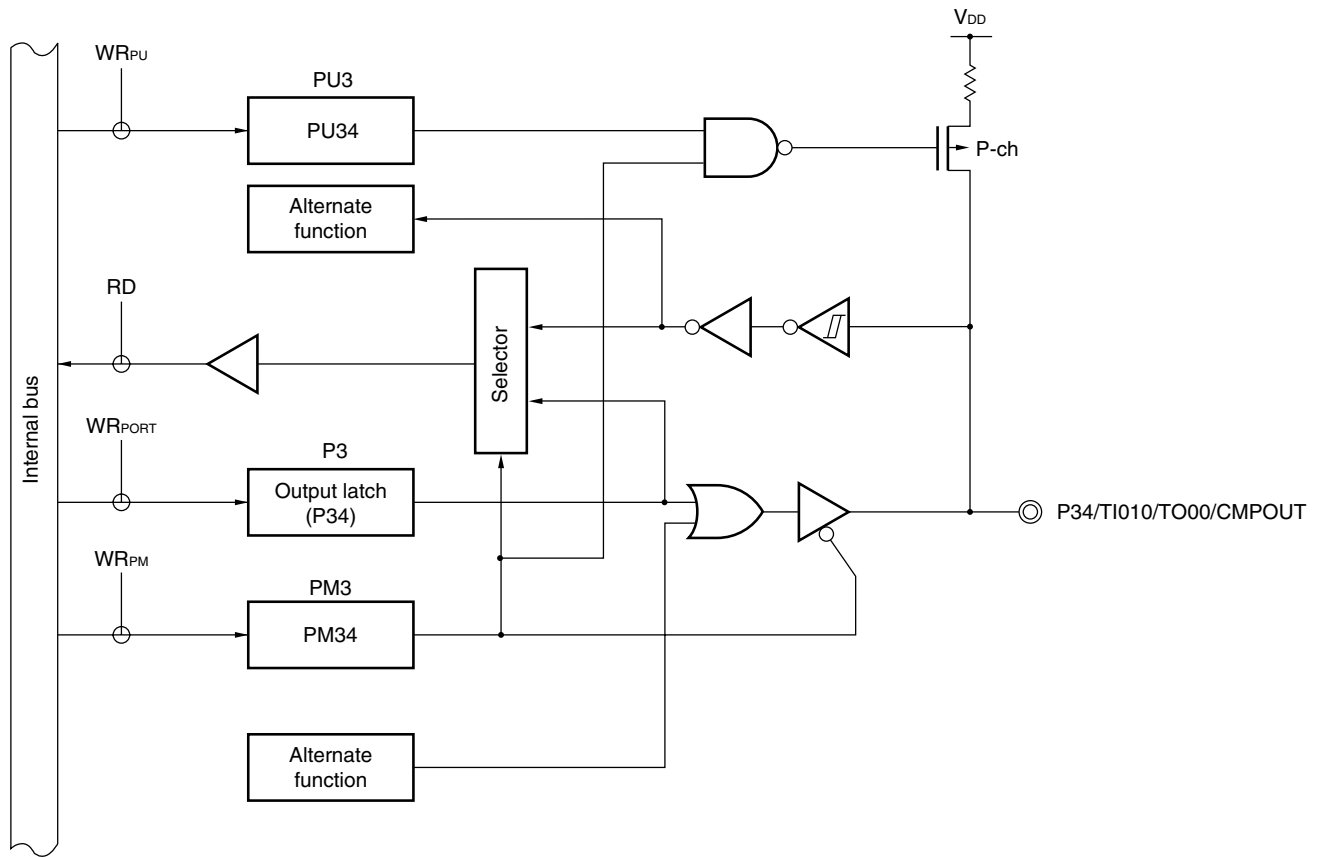 VDD
WRPU
PU3
PU34
P-ch
Alternate
function
RD
Selector
Internal bus
WRPORT
P3
Output latch
(P34)
P34/TI010/TO00/CMPOUT
WRPM
PM3
PM34
Alternate
function